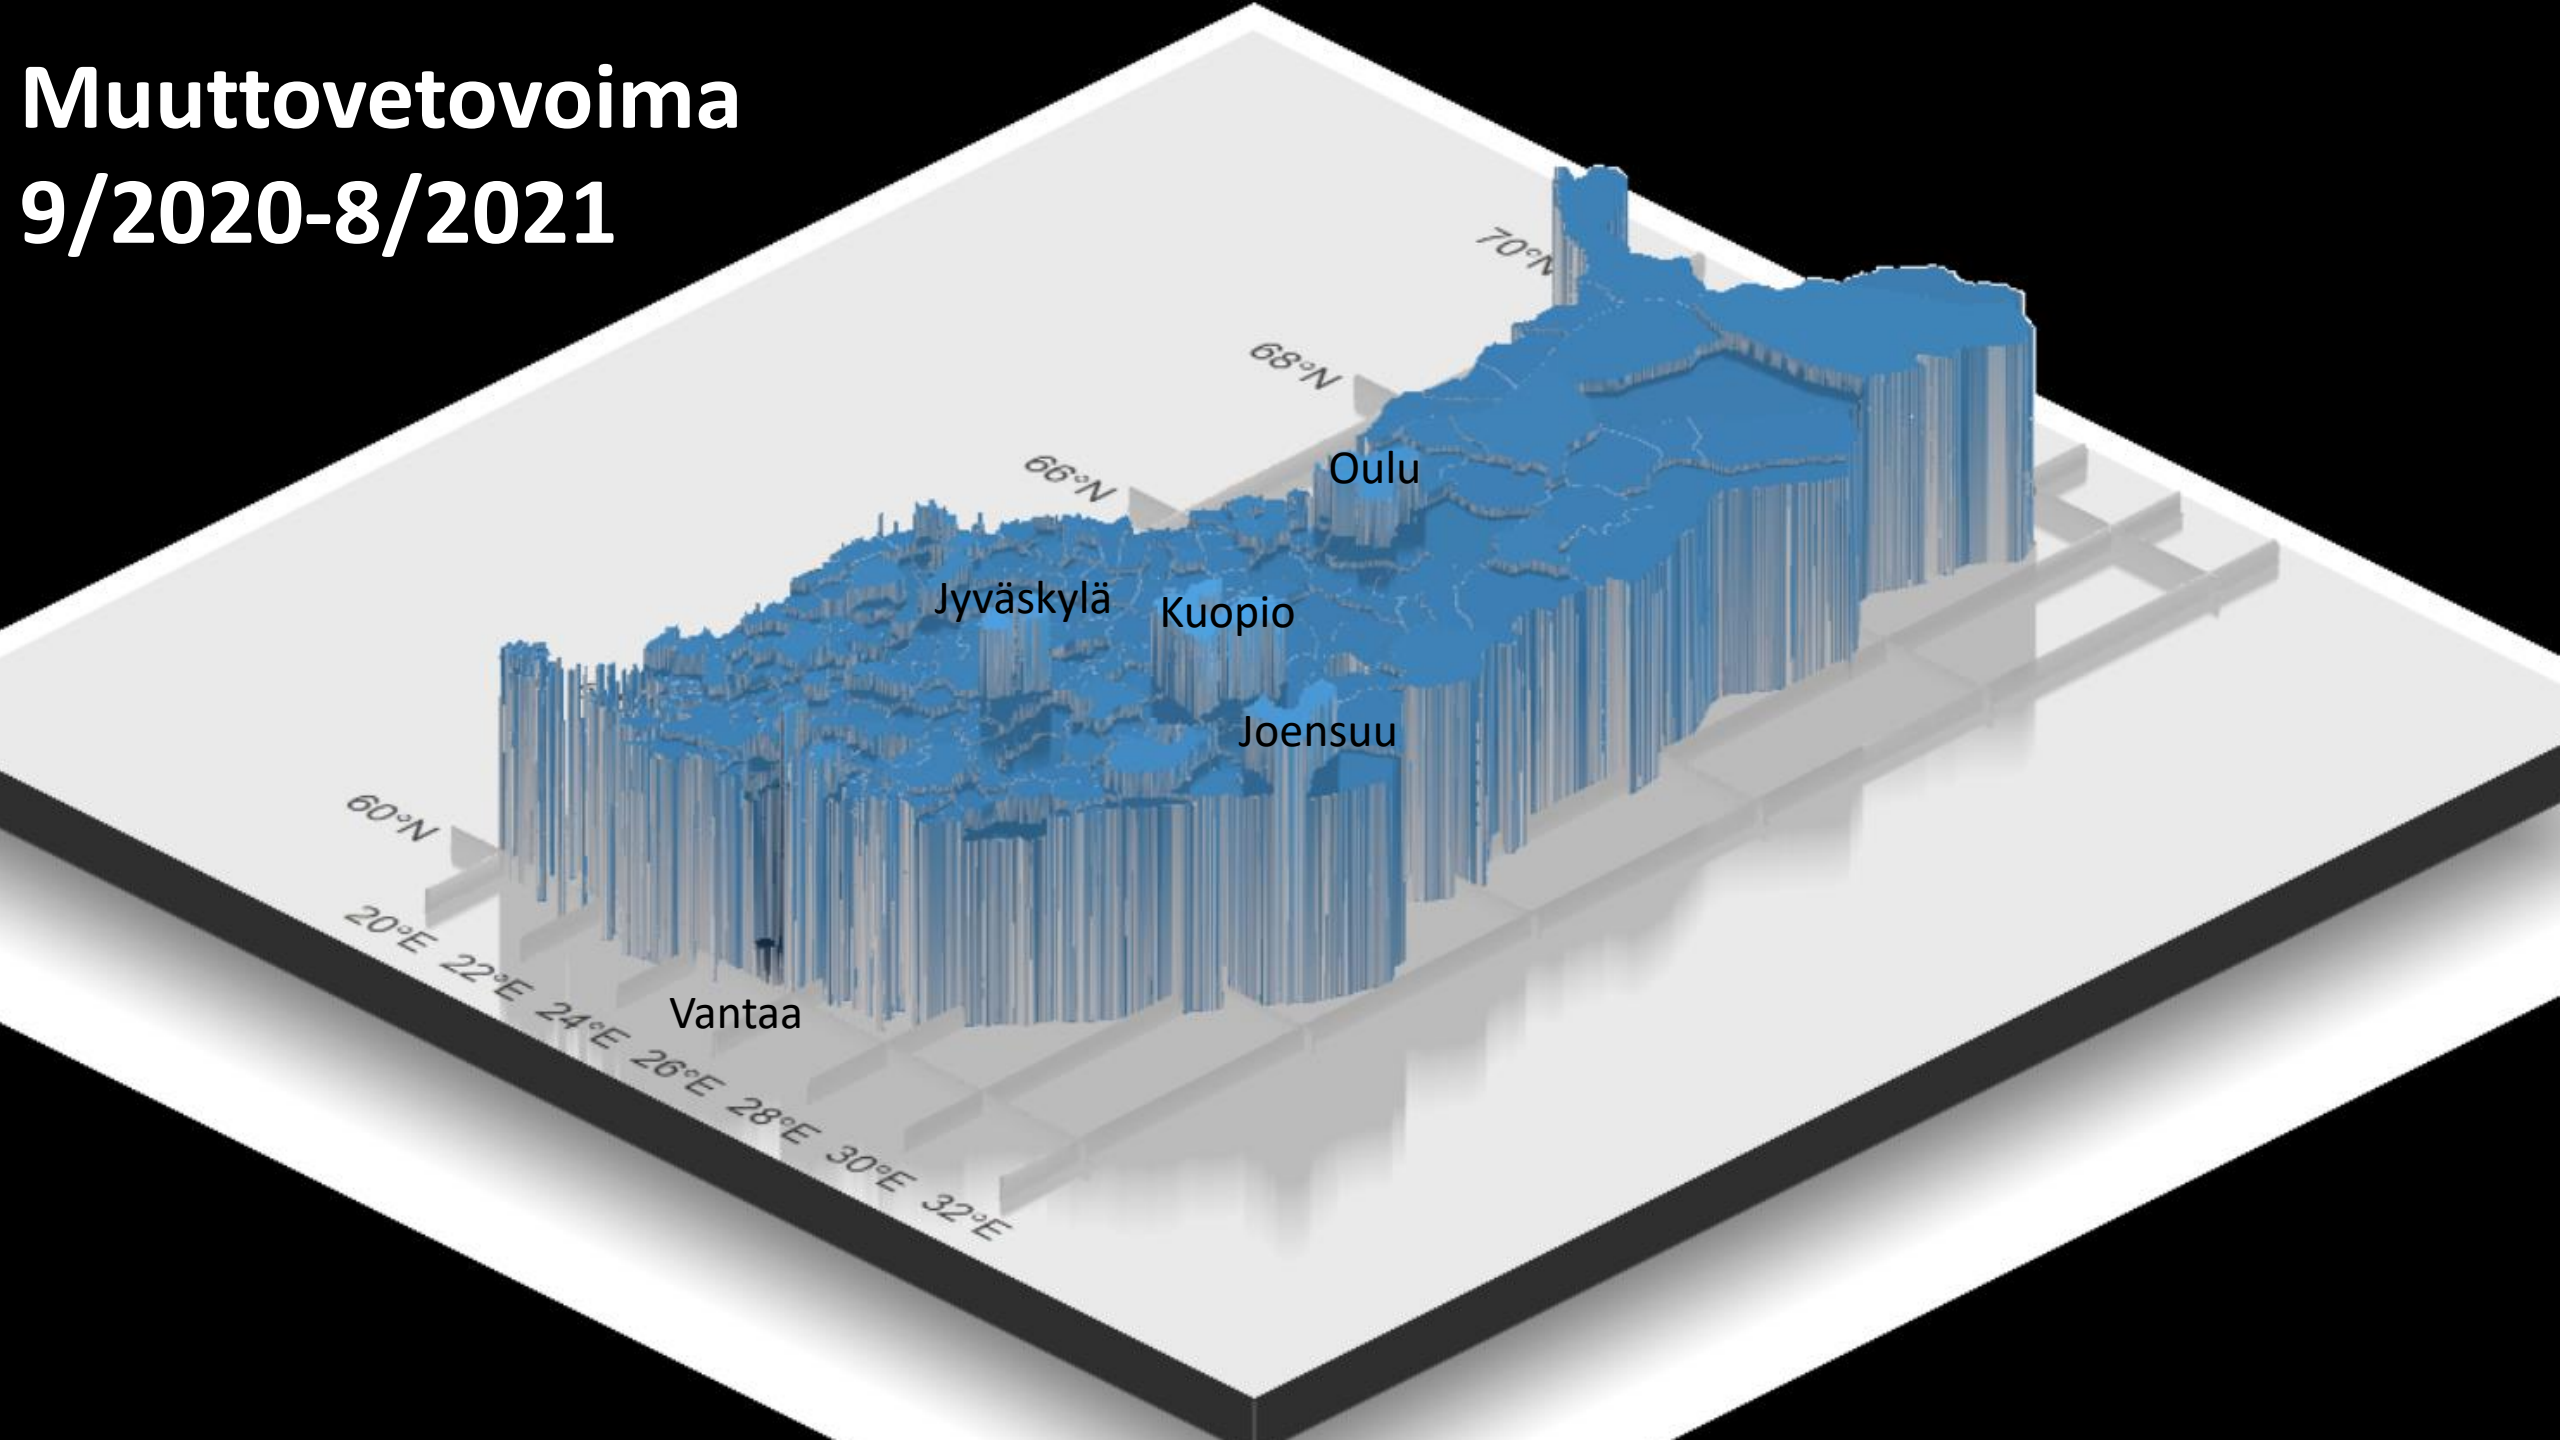 Muuttovetovoima
9/2020-8/2021
70°N
68°N
66°N
Oulu
Jyväskylä
Kuopio
Joensuu
60°N
Vantaa
20°E
22°E
24°E
26°E
28°E
30°E
32°E